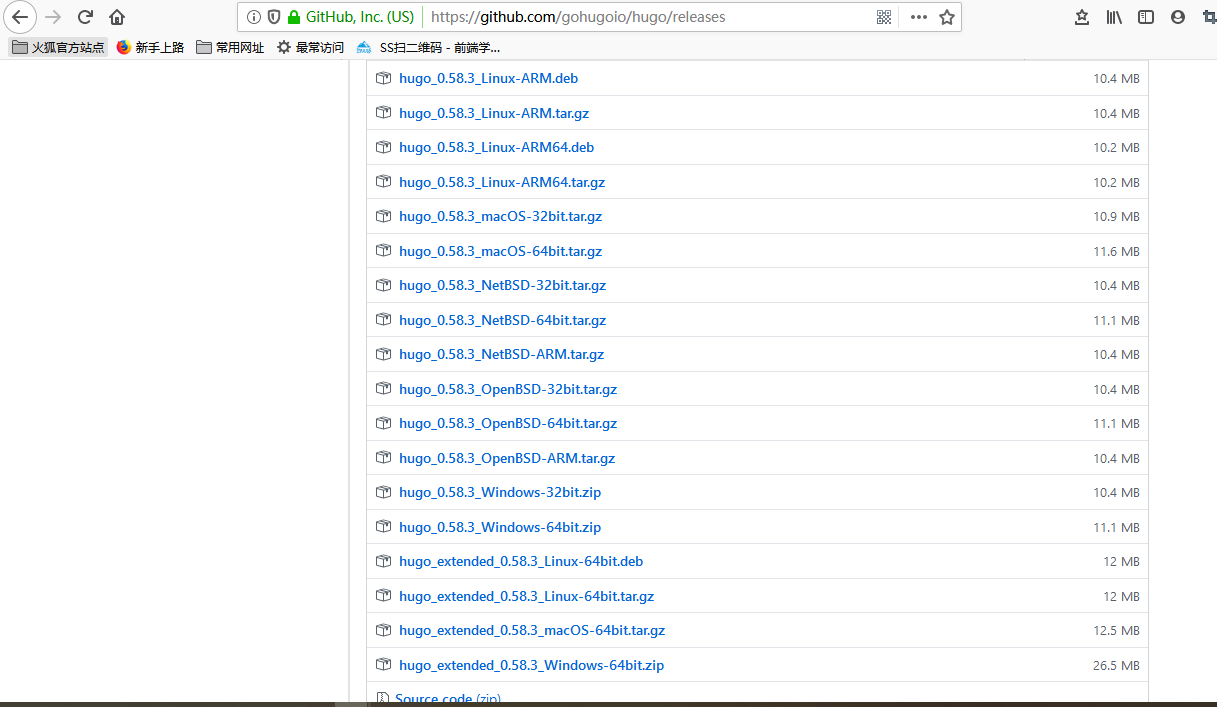 GitHub, Inc. (US) https://github.com/gohugoio/hugo/releases
火狐官方站点 新手上路 常用网址 最常访问 SS扫二维码 - 前端学...
hugo_0.58.3_Linux-ARM.deb 10.4 MB
hugo_0.58.3_Linux-ARM.tar.gz 10.4 MB
hugo_0.58.3_Linux-ARM64.deb 10.2 MB
hugo_0.58.3_Linux-ARM64.tar.gz 10.2 MB
hugo_0.58.3_macOS-32bit.tar.gz 10.9 MB
hugo_0.58.3_macOS-64bit.tar.gz 11.6 MB
hugo_0.58.3_NetBSD-32bit.tar.gz 10.4 MB
hugo_0.58.3_NetBSD-64bit.tar.gz 11.1 MB
hugo_0.58.3_NetBSD-ARM.tar.gz 10.4 MB
hugo_0.58.3_OpenBSD-32bit.tar.gz 10.4 MB
hugo_0.58.3_OpenBSD-64bit.tar.gz 11.1 MB
hugo_0.58.3_OpenBSD-ARM.tar.gz 10.4 MB
hugo_0.58.3_Windows-32bit.zip 10.4 MB
hugo_0.58.3_Windows-64bit.zip 11.1 MB
hugo_extended_0.58.3_Linux-64bit.deb 12 MB
hugo_extended_0.58.3_Linux-64bit.tar.gz 12 MB
hugo_extended_0.58.3_macOS-64bit.tar.gz 12.5 MB
hugo_extended_0.58.3_Windows-64bit.zip 26.5 MB
Source code (zip)